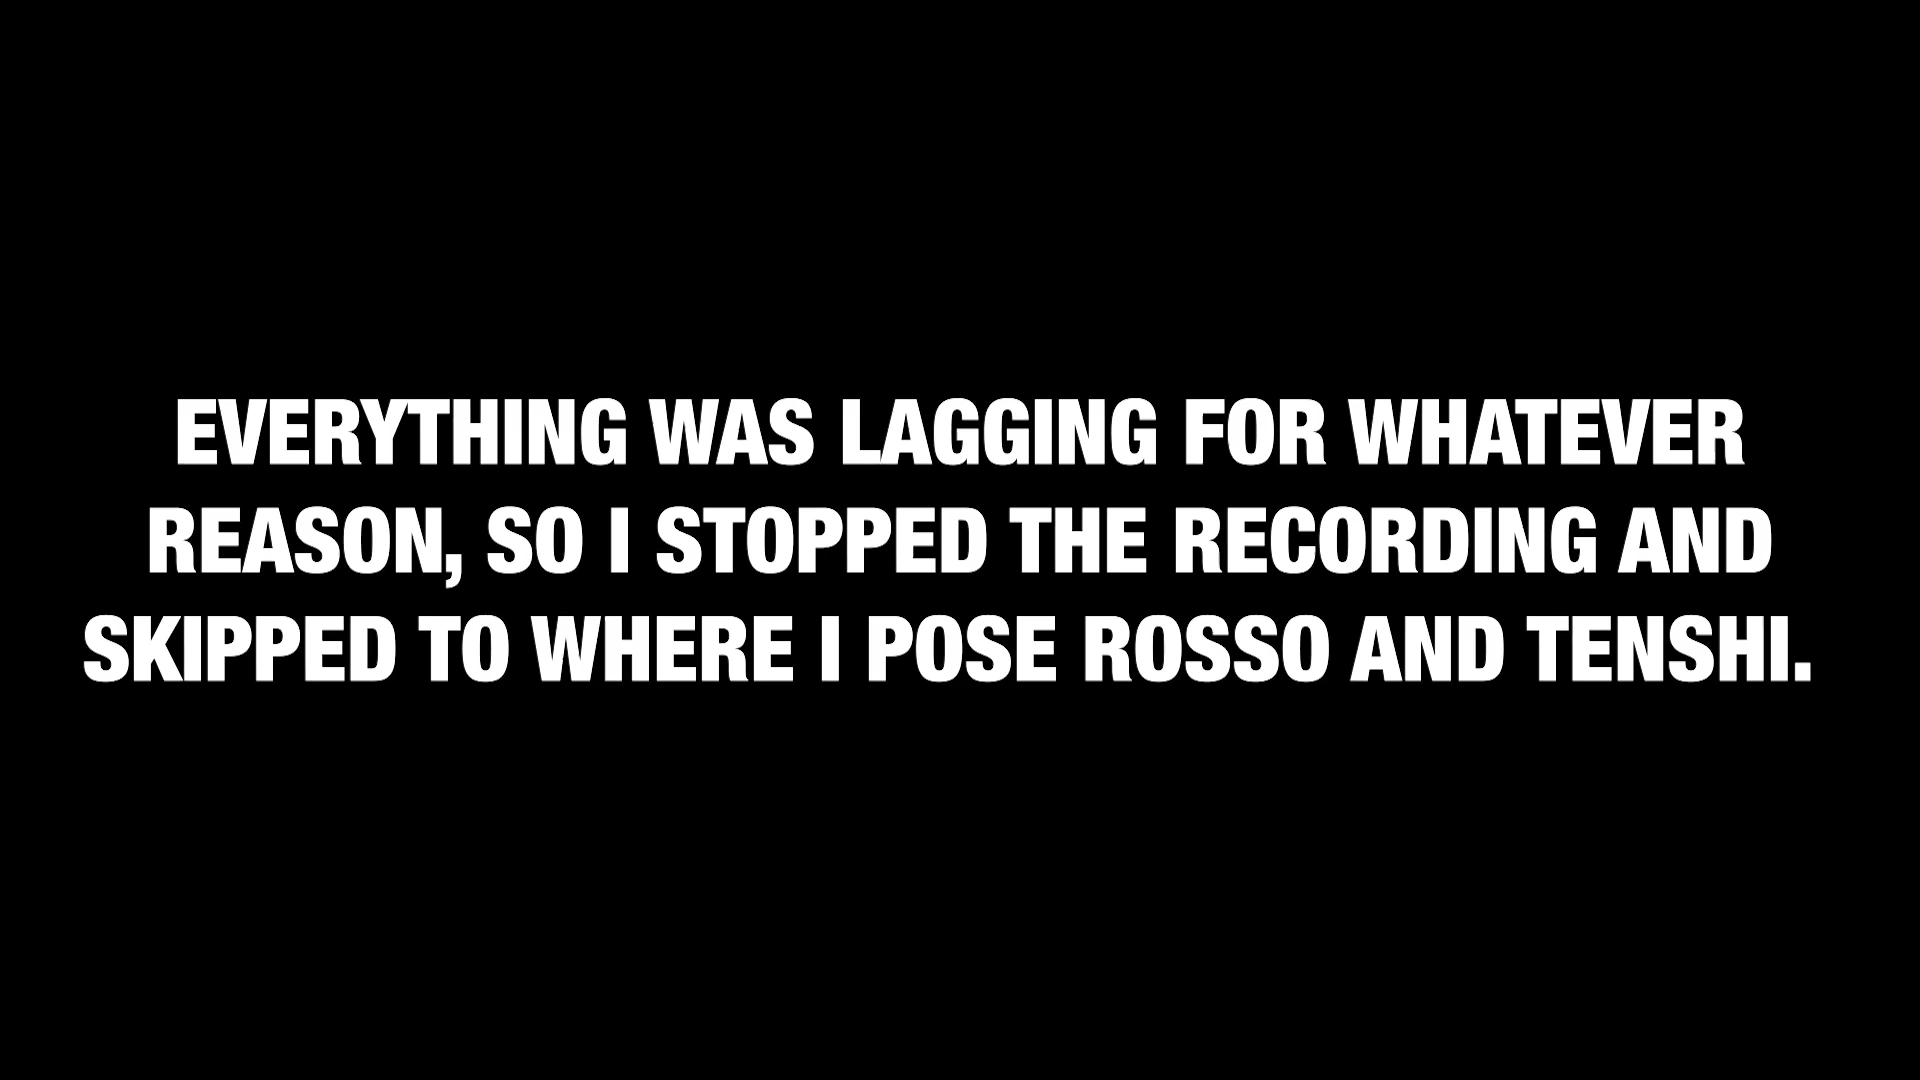 EVERYTHING WAS LAGGING FOR WHATEVER
REASON, SO I STOPPED THE RECORDING AND
SKIPPED TO WHERE I POSE ROSSO AND TENSHI.